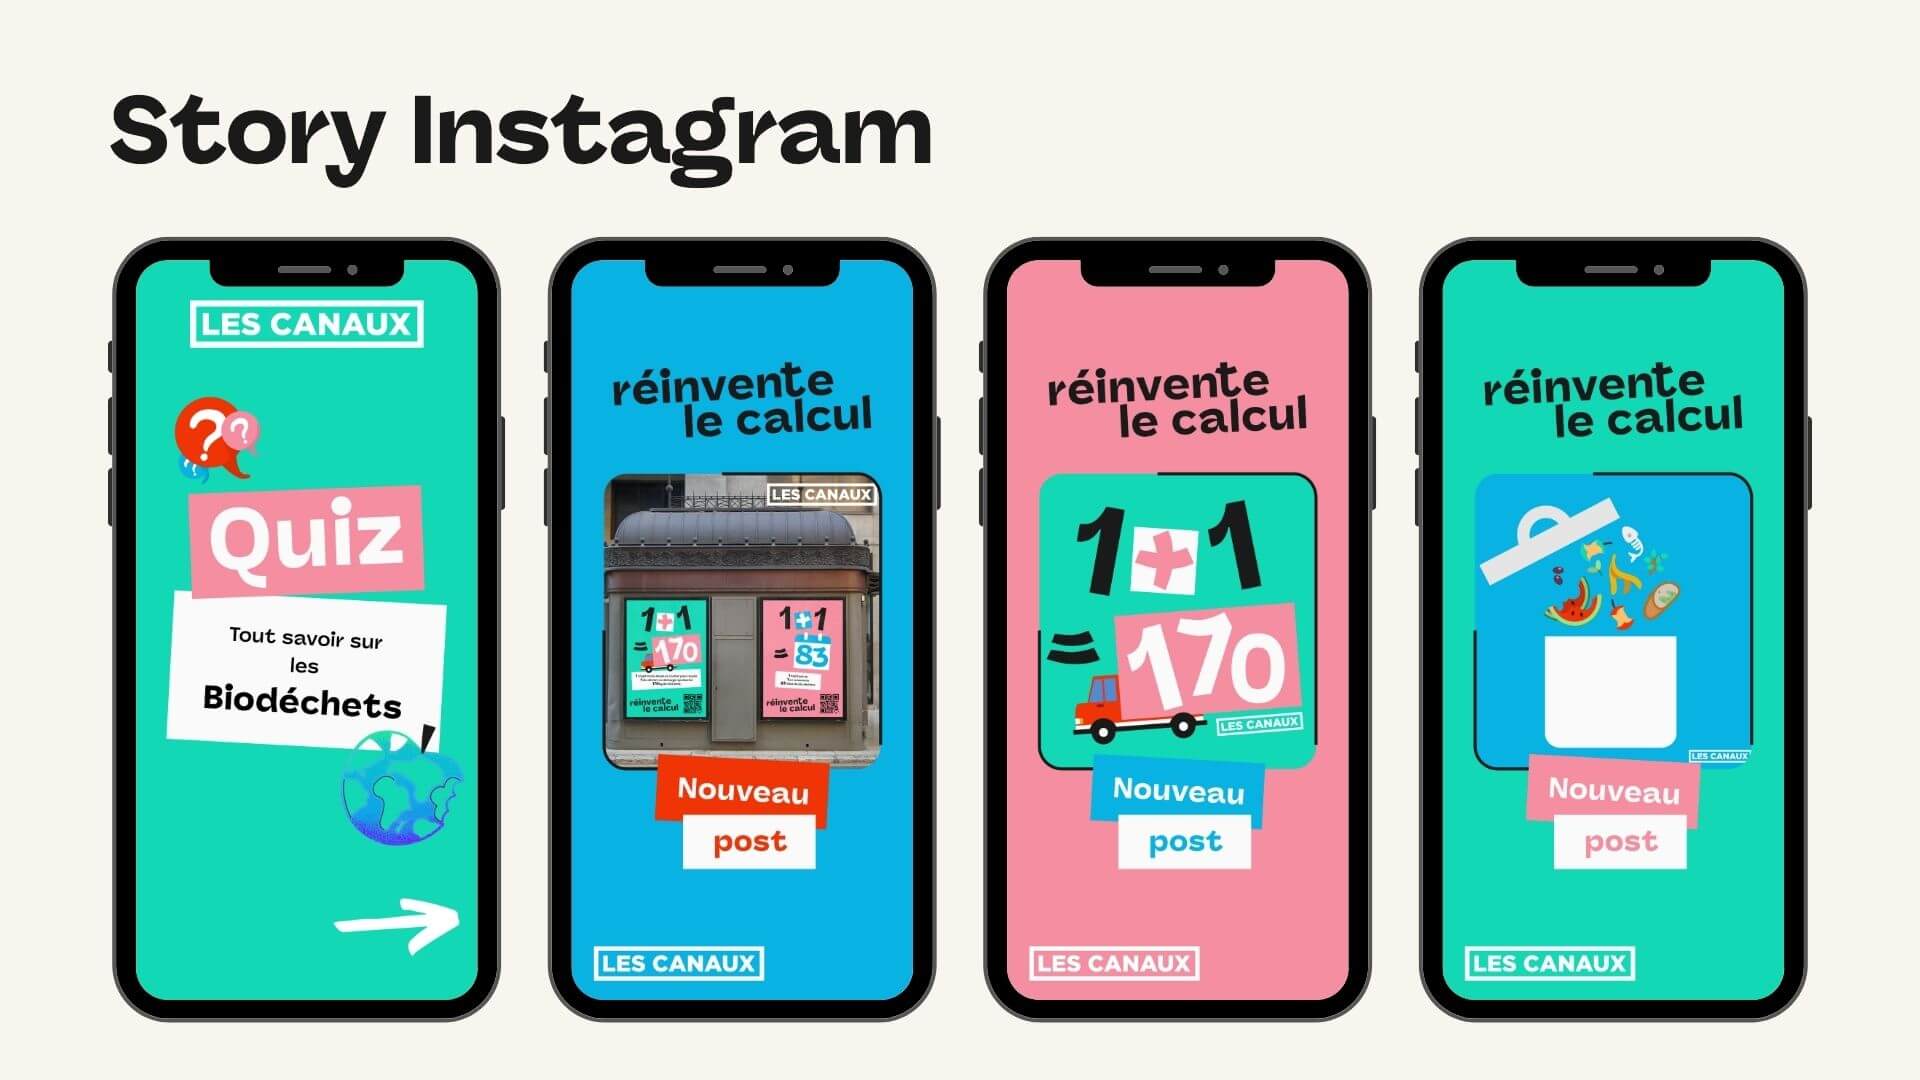 Story Instagram
LES CANAUX
? ? ?
Quiz
Tout savoir sur
les
Biodéchets
réinvente
le calcul
LES CANAUX
1+1
=170
réinvente
le calcul
1+1
=83
réinvente
le calcul
Nouveau
post
LES CANAUX
réinvente
le calcul
1+1
=170
LES CANAUX
Nouveau
post
LES CANAUX
réinvente
le calcul
LES CANAUX
Nouveau
post
LES CANAUX